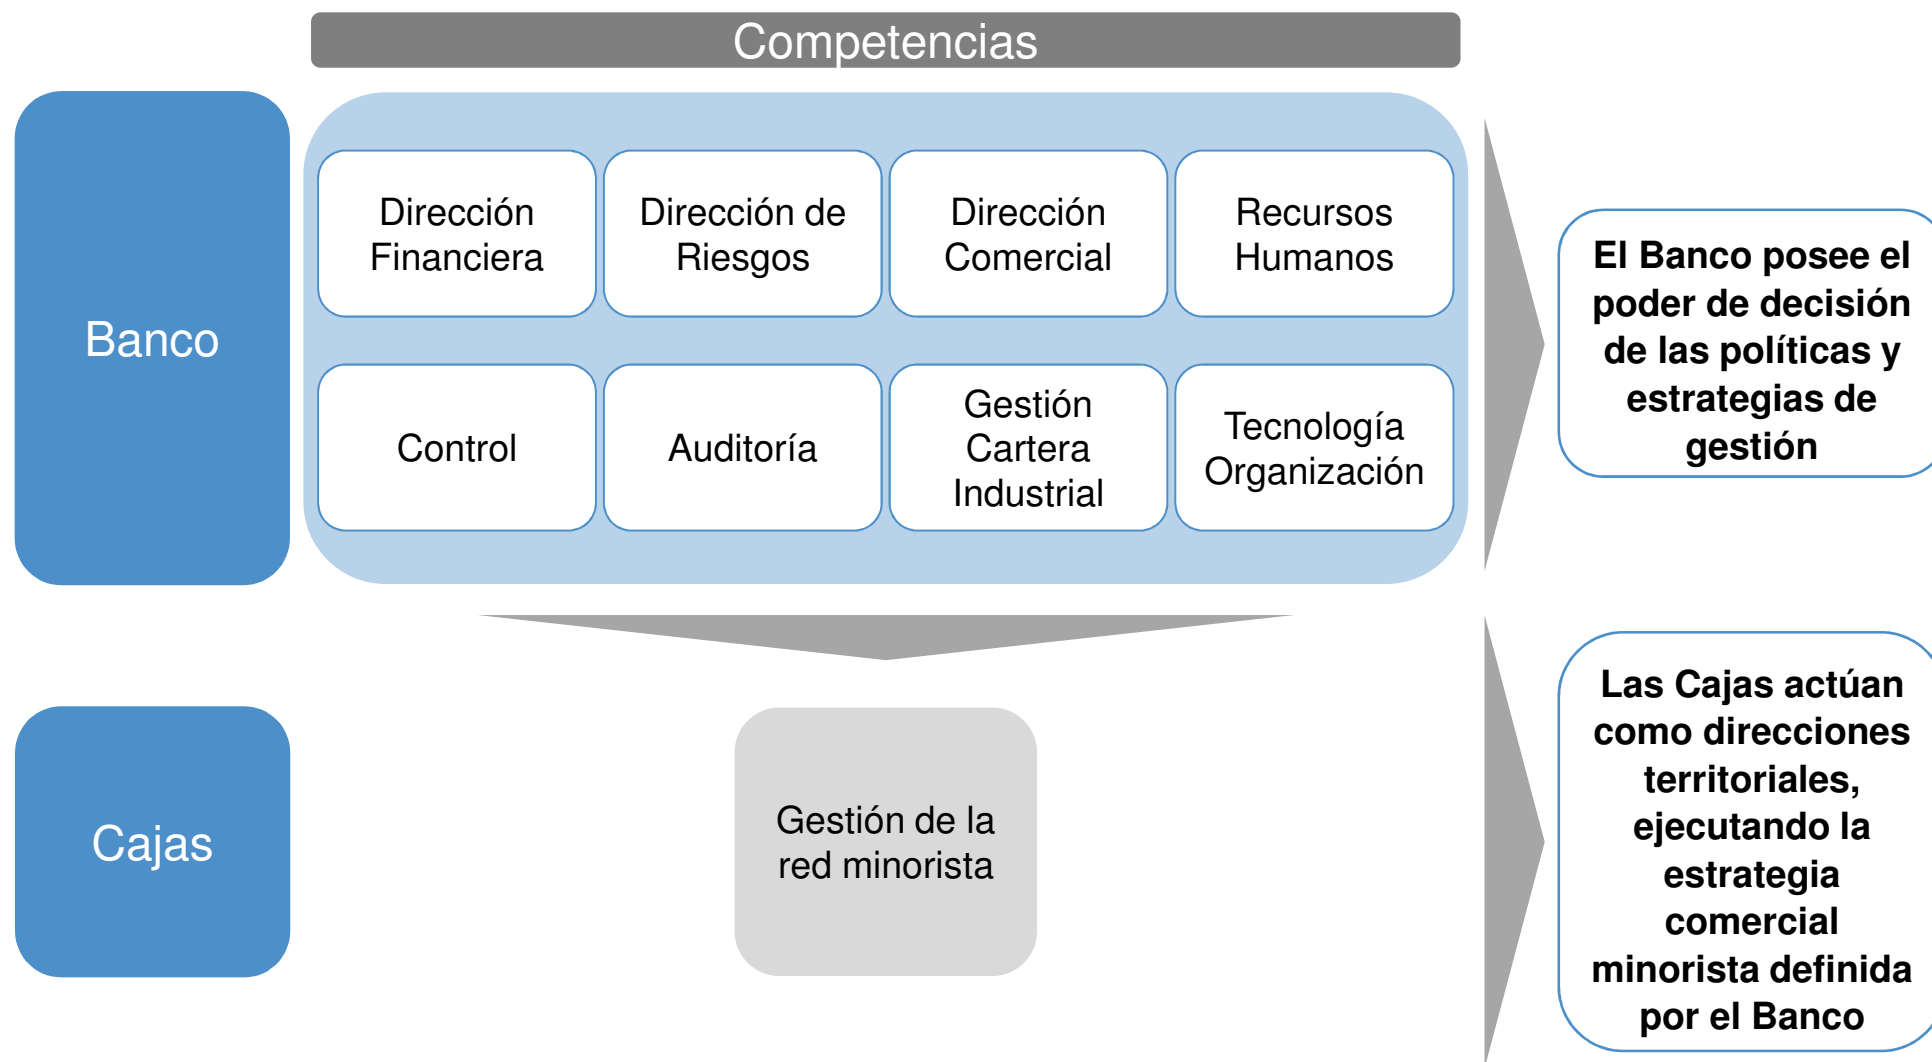 Competencias
Banco
Dirección
Financiera
Dirección de
Riesgos
Dirección
Comercial
Recursos
Humanos
Control
Auditoría
Gestión
Cartera
Industrial
Tecnología
Organización
El Banco posee el
poder de decisión
de las políticas y
estrategias de
gestión
Cajas
Gestión de la
red minorista
Las Cajas actúan
como direcciones
territoriales,
ejecutando la
estrategia
comercial
minorista definida
por el Banco